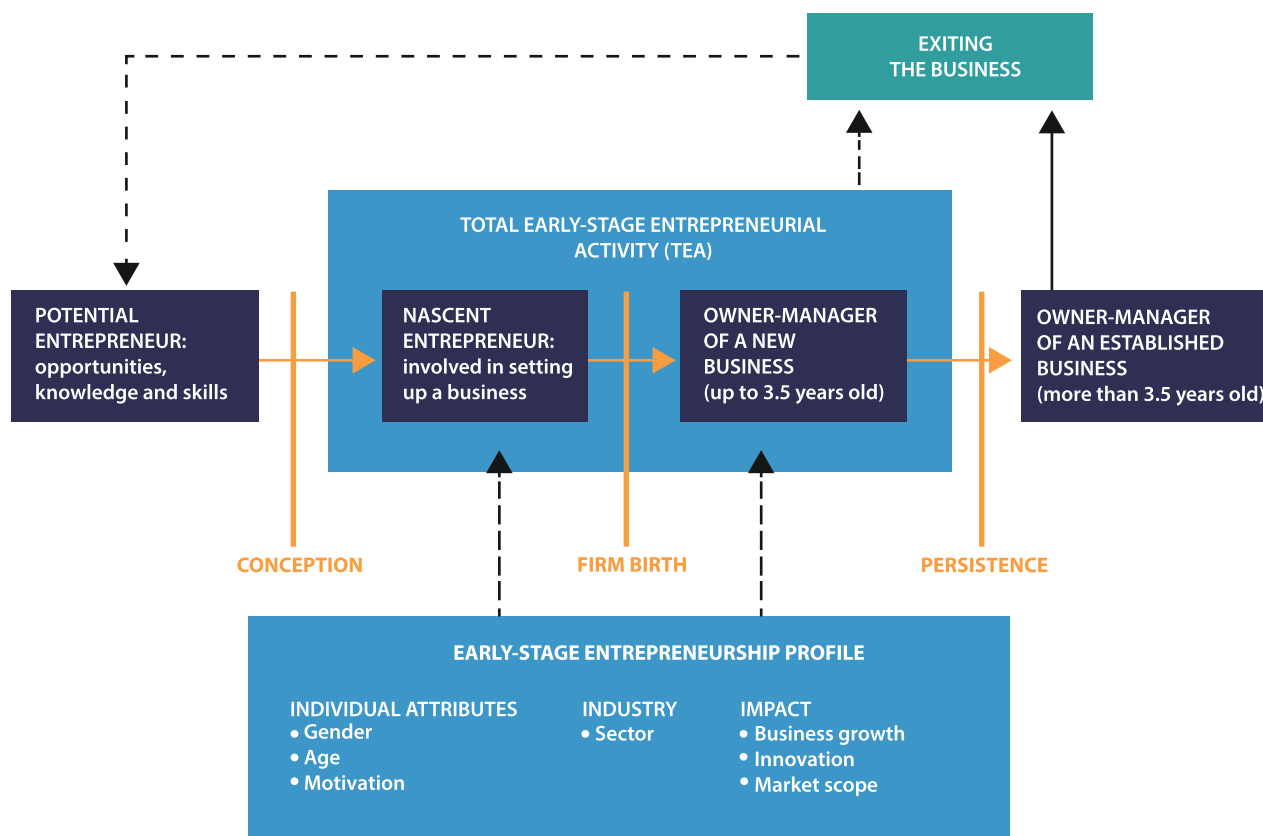 EXITING
THE BUSINESS
TOTAL EARLY-STAGE ENTREPRENEURIAL
ACTIVITY (TEA)
POTENTIAL
ENTREPRENEUR:
opportunities,
knowledge and skills
NASCENT
ENTREPRENEUR:
involved in setting
up a business
OWNER-MANAGER
OF A NEW
BUSINESS
(up to 3.5 years old)
OWNER-MANAGER
OF AN ESTABLISHED
BUSINESS
(more than 3.5 years old)
CONCEPTION
FIRM BIRTH
PERSISTENCE
EARLY-STAGE ENTREPRENEURSHIP PROFILE
INDIVIDUAL ATTRIBUTES
• Gender
• Age
• Motivation
INDUSTRY
• Sector
IMPACT
• Business growth
• Innovation
• Market scope